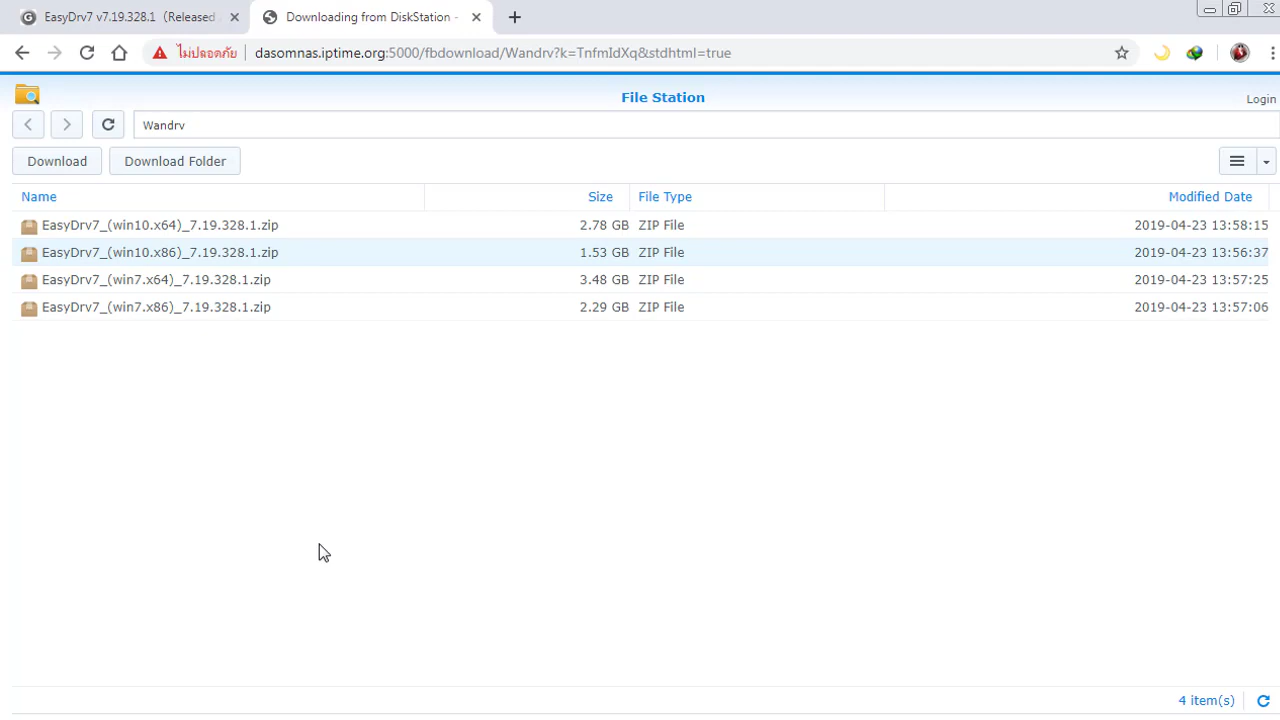 EasyDrv7 v7.19.328.1 (Released
Downloading from DiskStation -
ไม่ปลอดภัย dasomnas.iptime.org:5000/fbdownload/Wandrv?k=TnfmIdXq&stdhtml=true
File Station
Login
Wandrv
Download Download Folder
Name Size File Type Modified Date
EasyDrv7_(win10.x64)_7.19.328.1.zip 2.78 GB ZIP File 2019-04-23 13:58:15
EasyDrv7_(win10.x86)_7.19.328.1.zip 1.53 GB ZIP File 2019-04-23 13:56:37
EasyDrv7_(win7.x64)_7.19.328.1.zip 3.48 GB ZIP File 2019-04-23 13:57:25
EasyDrv7_(win7.x86)_7.19.328.1.zip 2.29 GB ZIP File 2019-04-23 13:57:06
4 item(s)